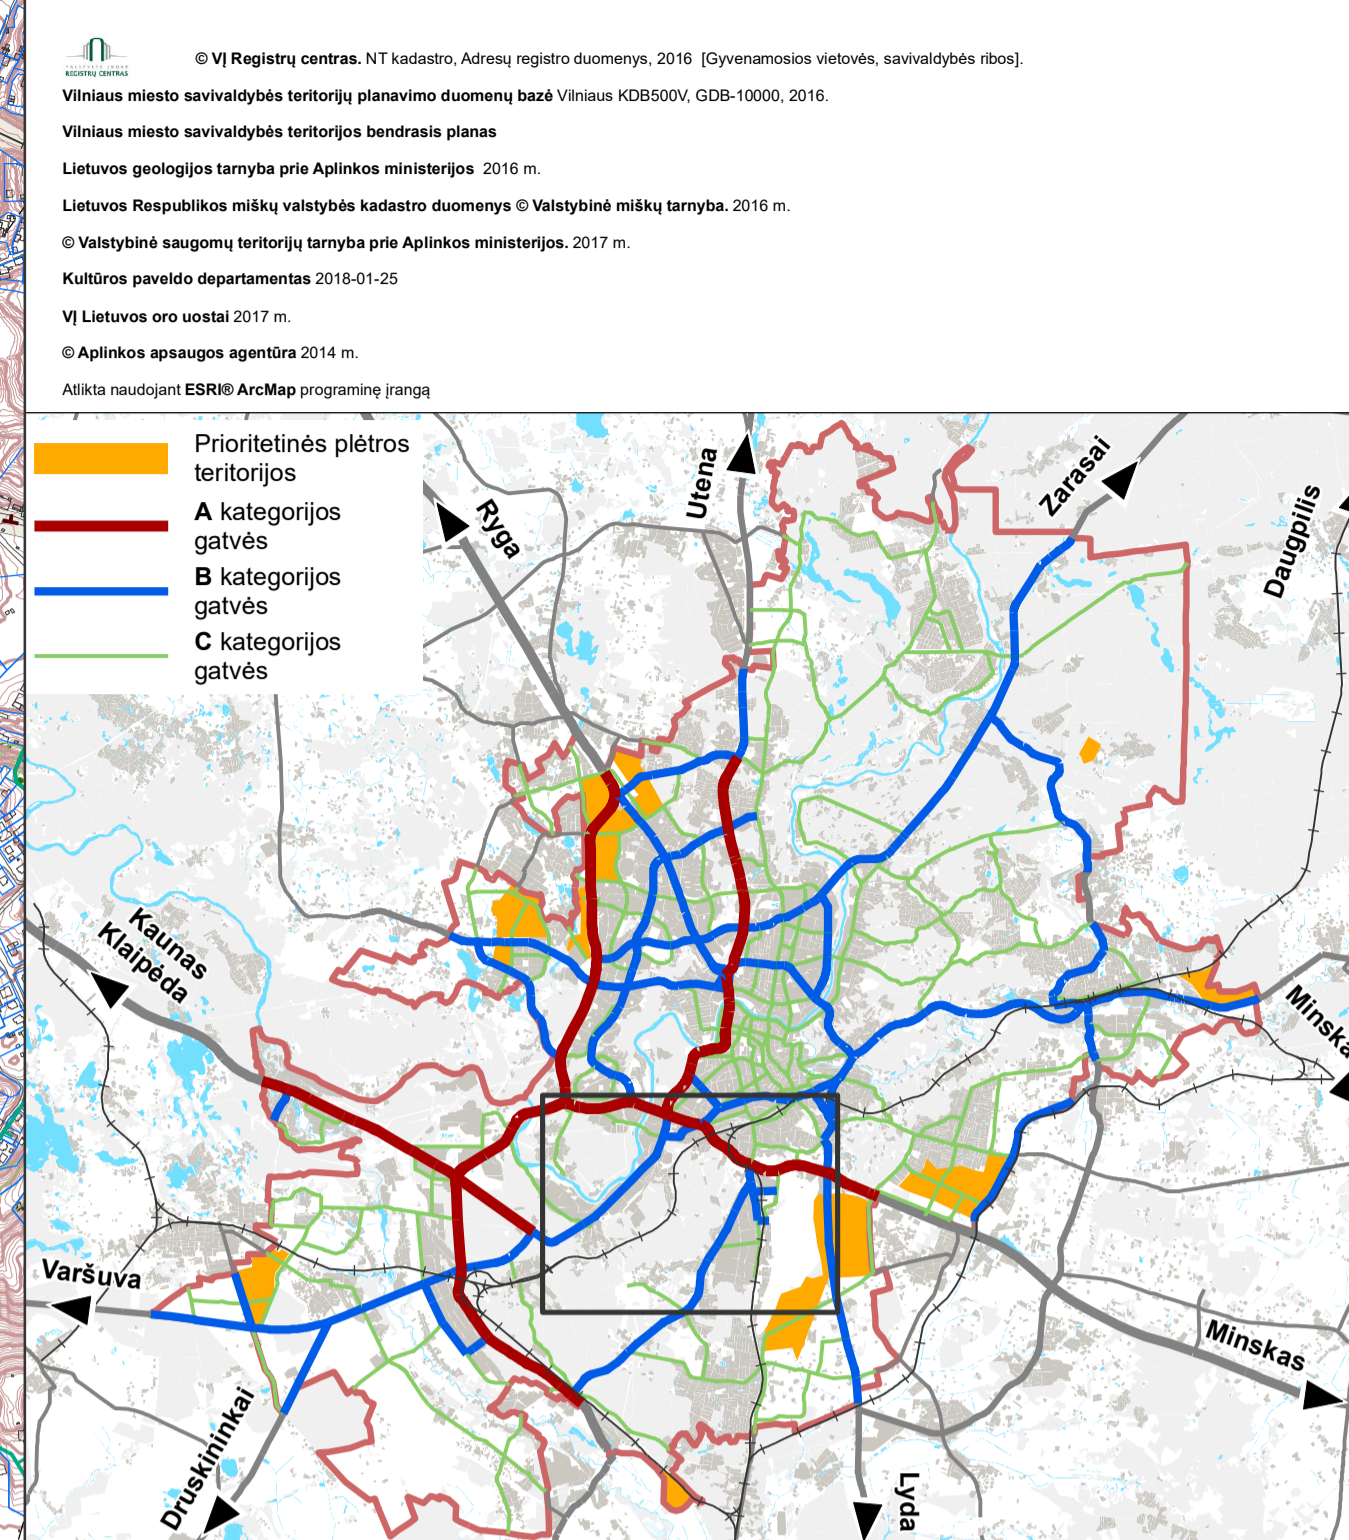 REGISTRŲ CENTRAS
© VĮ Registrų centras. NT kadastro, Adresų registro duomenys, 2016 [Gyvenamosios vietovės, savivaldybės ribos].
Vilniaus miesto savivaldybės teritorijų planavimo duomenų bazė Vilniaus KDB500V, GDB-10000, 2016.
Vilniaus miesto savivaldybės teritorijos bendrasis planas
Lietuvos geologijos tarnyba prie Aplinkos ministerijos 2016 m.
Lietuvos Respublikos miškų valstybės kadastro duomenys © Valstybinė miškų tarnyba. 2016 m.
© Valstybinė saugomų teritorijų tarnyba prie Aplinkos ministerijos. 2017 m.
Kultūros paveldo departamentas 2018-01-25
VĮ Lietuvos oro uostai 2017 m.
© Aplinkos apsaugos agentūra 2014 m.
Atlikta naudojant ESRI® ArcMap programinę įrangą
Prioritetinės plėtros
teritorijos
A kategorijos
gatvės
B kategorijos
gatvės
C kategorijos
gatvės
Ryga
Utena
Zarasai
Daugpilis
Kaunas
Klaipėda
Minska
Varšuva
Minskas
Druskininkai
Lyda